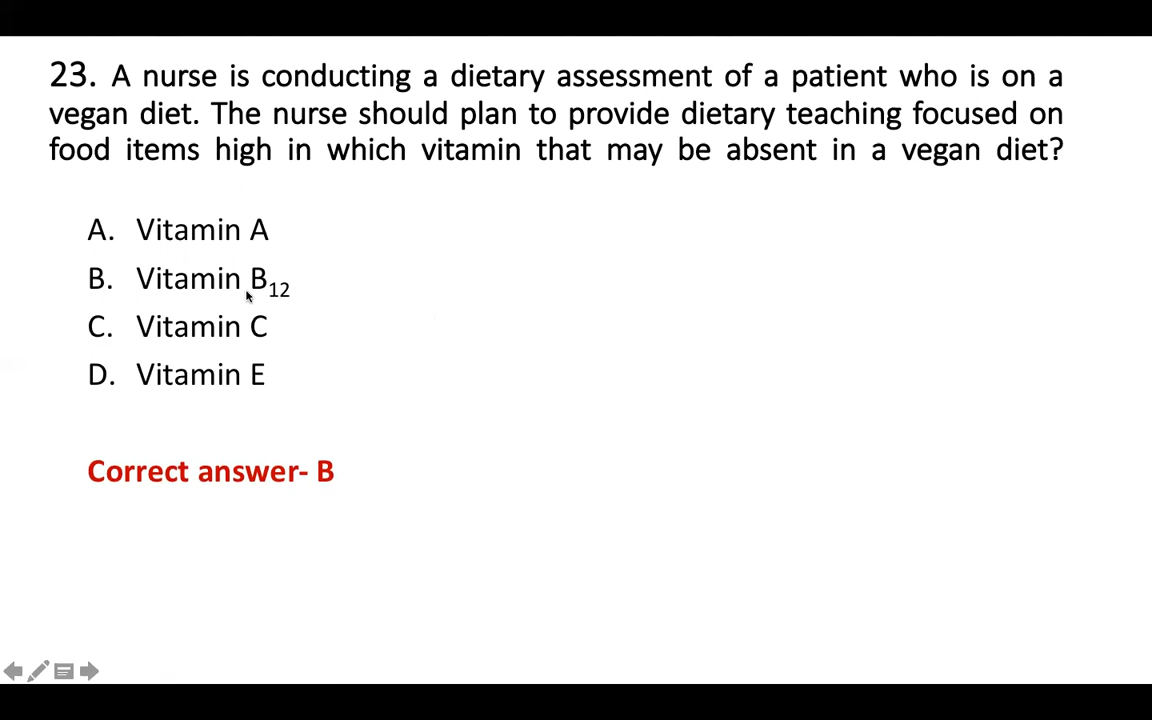 23. A nurse is conducting a dietary assessment of a patient who is on a
vegan diet. The nurse should plan to provide dietary teaching focused on
food items high in which vitamin that may be absent in a vegan diet?
A. Vitamin A
B. Vitamin B₁₂
C. Vitamin C
D. Vitamin E
Correct answer- B